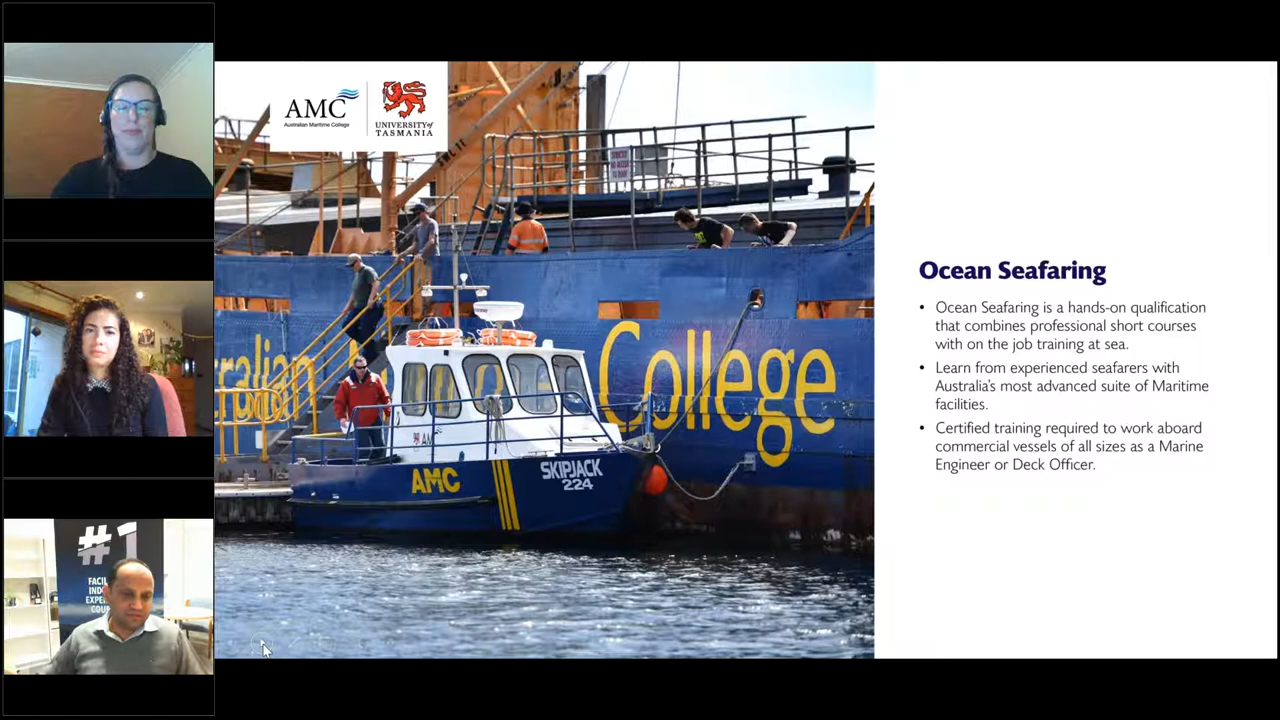 AMC
Australian Maritime College
UNIVERSITY of
TASMANIA
Ocean Seafaring
• Ocean Seafaring is a hands-on qualification
that combines professional short courses
with on the job training at sea.
• Learn from experienced seafarers with
Australia's most advanced suite of Maritime
facilities.
• Certified training required to work aboard
commercial vessels of all sizes as a Marine
Engineer or Deck Officer.
College
AMC
SKIPJACK
224
#1